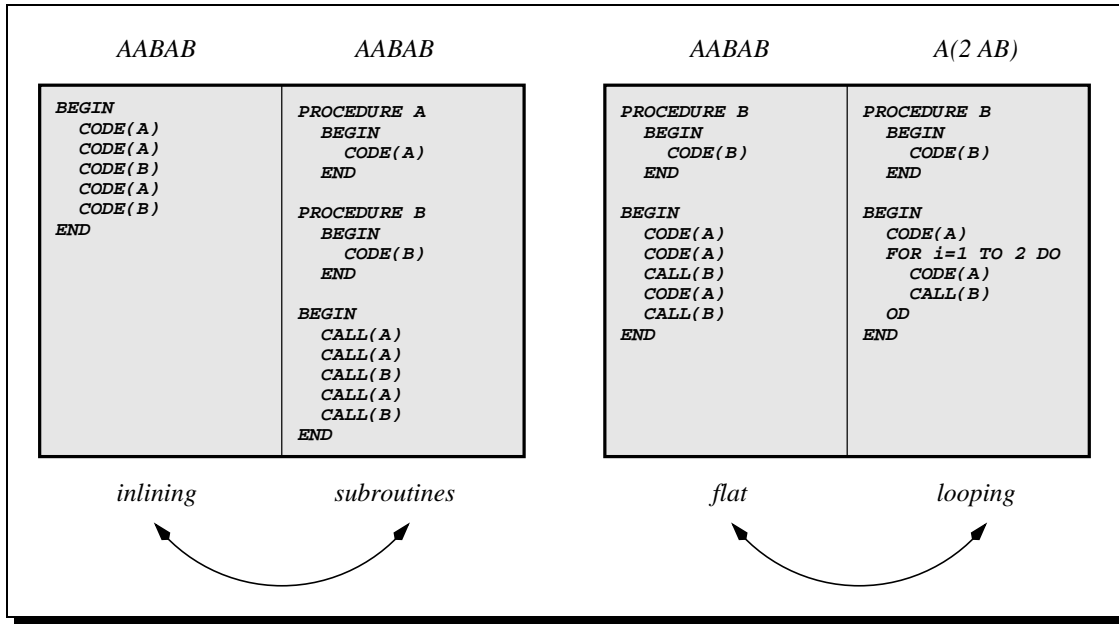 AABAB
BEGIN
CODE(A)
CODE(A)
CODE(B)
CODE(A)
CODE(B)
END
inlining
AABAB
PROCEDURE A
BEGIN
CODE(A)
END
PROCEDURE B
BEGIN
CODE(B)
END
BEGIN
CALL(A)
CALL(A)
CALL(B)
CALL(A)
CALL(B)
END
subroutines
AABAB
PROCEDURE B
BEGIN
CODE(B)
END
BEGIN
CODE(A)
CODE(A)
CALL(B)
CODE(A)
CALL(B)
END
flat
A(2 AB)
PROCEDURE B
BEGIN
CODE(B)
END
BEGIN
CODE(A)
FOR i=1 TO 2 DO
CODE(A)
CALL(B)
OD
END
looping